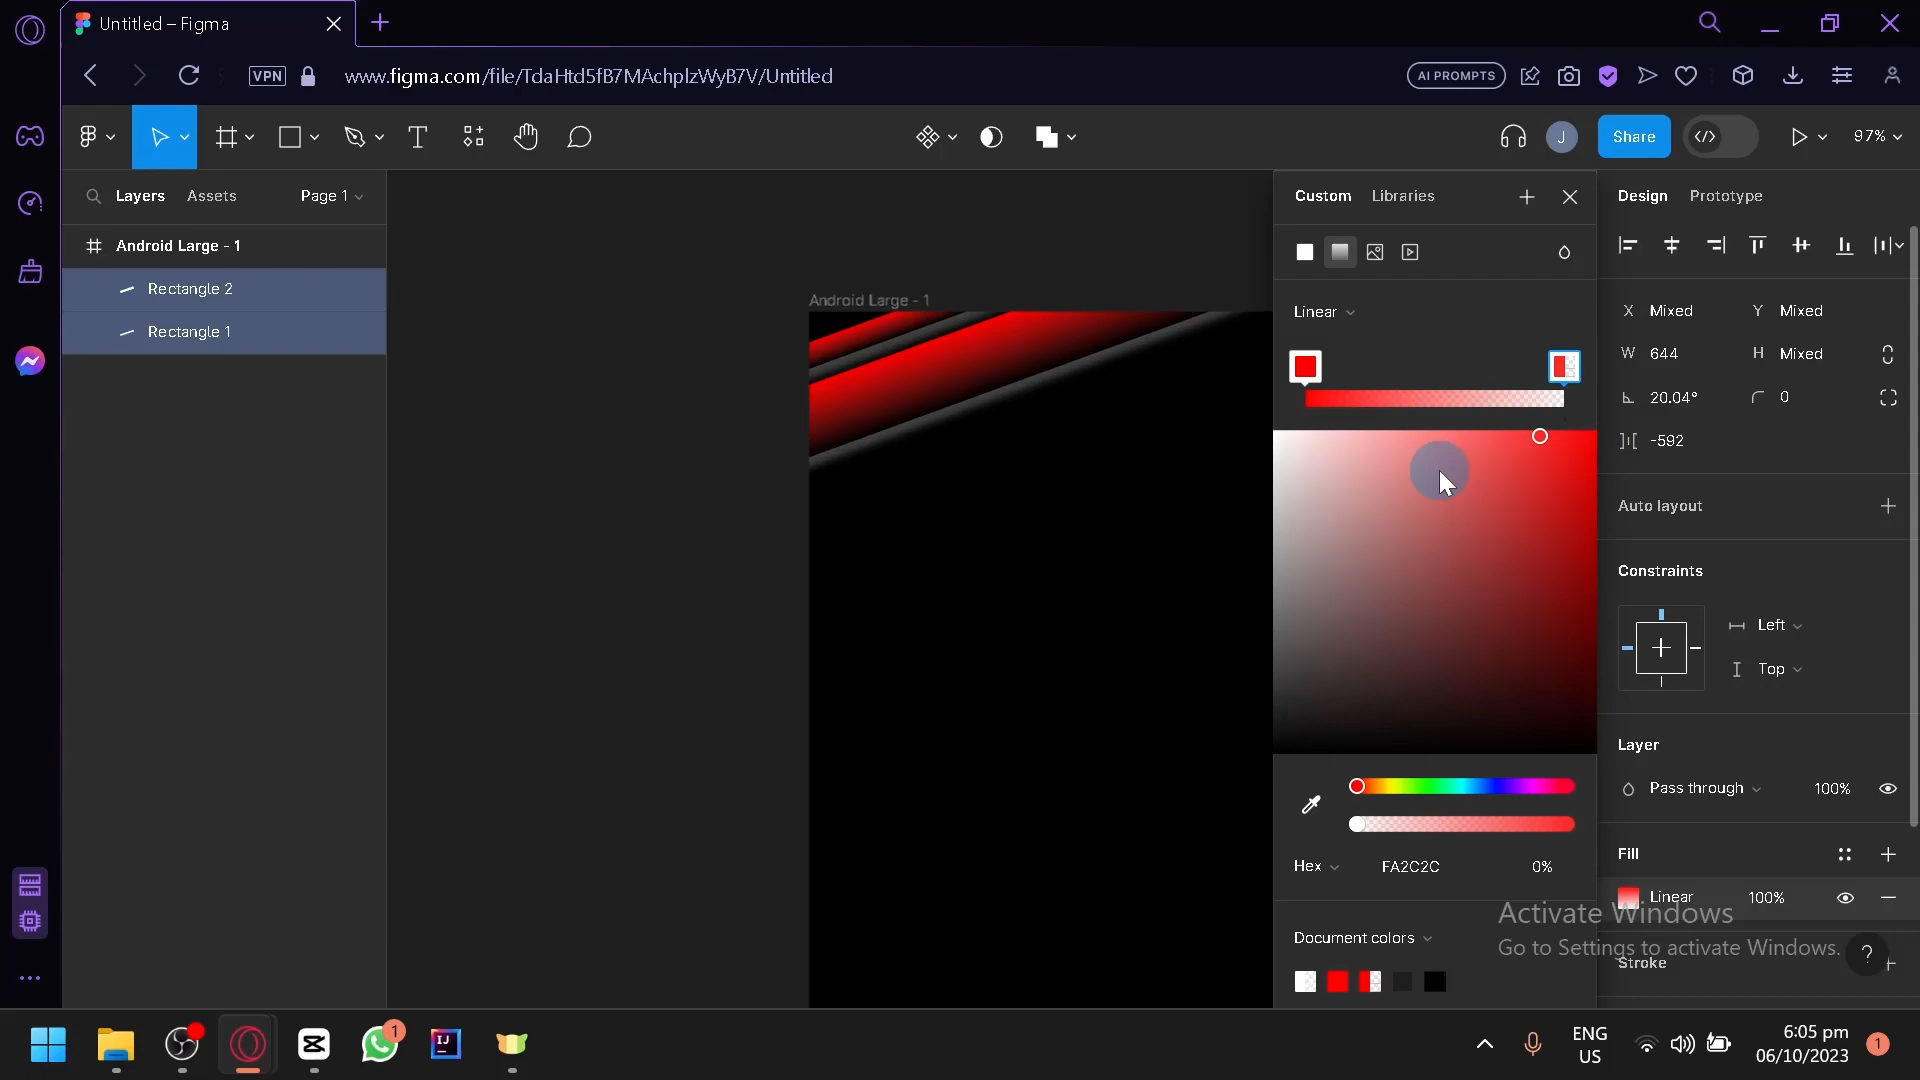 Untitled – Figma
VPN
www.figma.com/file/TdaHtd5fB7MAchplzWyB7V/Untitled
AI PROMPTS
J
Share
97%
Layers
Assets
Page 1
Custom
Libraries
Design
Prototype
Android Large - 1
Rectangle 2
Rectangle 1
Android Large - 1
Linear
X Mixed
Y Mixed
W 644
H Mixed
20.04°
0
-592
Auto layout
Constraints
Left
Top
Layer
Pass through
100%
Hex
FA2C2C
0%
Fill
Linear
100%
Activate Windows
Go to Settings to activate Windows.
Document colors
Stroke
?
1
IJ
ENG
US
6:05 pm
06/10/2023
1